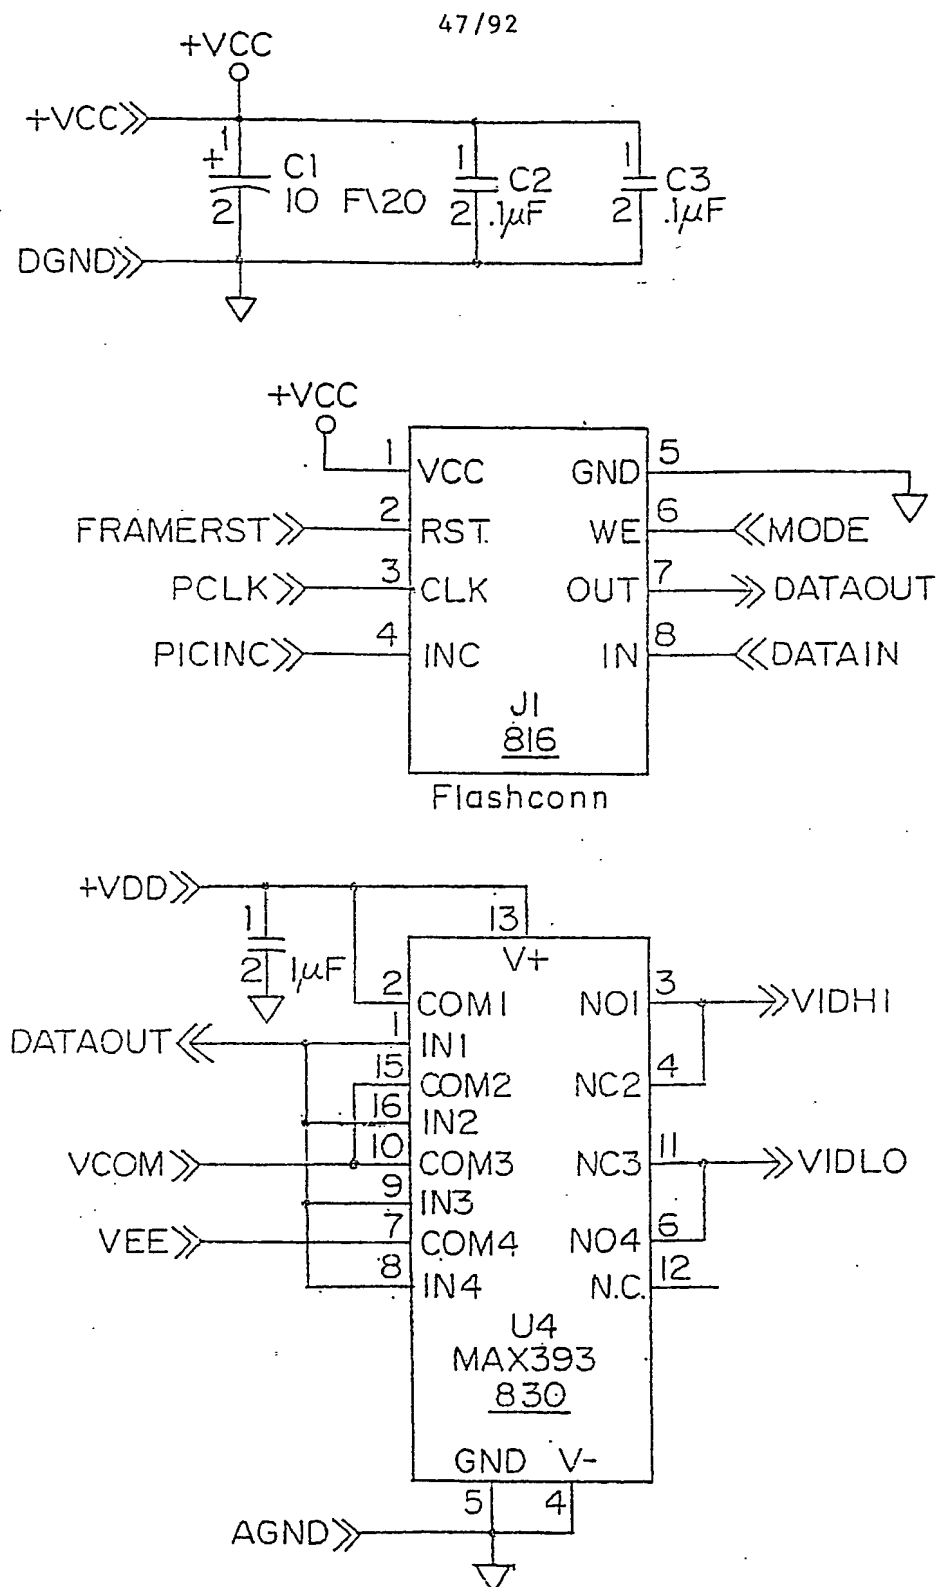 47/92
+VCC
+VCC
1
+
C1
10 F\20
2
1
C2
.1µF
2
1
C3
.1µF
2
DGND
+VCC
1 VCC GND 5
FRAMERST 2 RST. WE 6 MODE
PCLK 3 CLK OUT 7 DATAOUT
PICINC 4 INC IN 8 DATAIN
J1
816
Flashconn
+VDD
1
2 1µF
13
V+
2 COM1 NO1 3 VIDHI
DATAOUT 1 IN1
15 COM2 NC2 4
16 IN2
VCOM 10 COM3 NC3 11 VIDLO
9 IN3
VEE 7 COM4 NO4 6
8 IN4 N.C. 12
U4
MAX393
830
GND V-
5 4
AGND